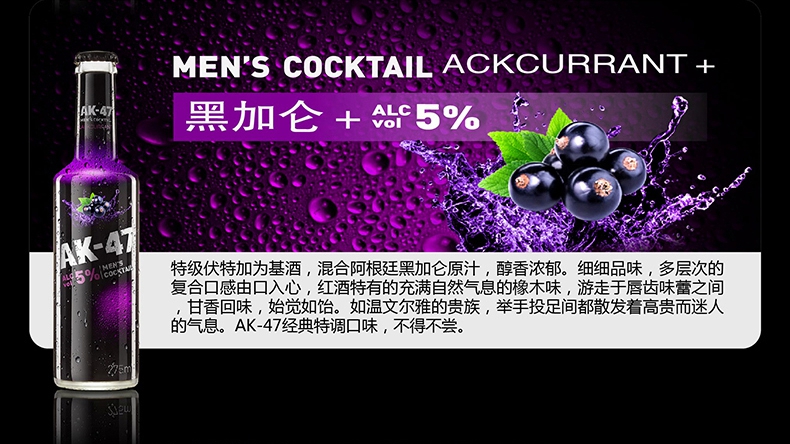 MEN'S COCKTAIL ACKCURRANT +
黑加仑 + ALC vol 5%
AK-47
AK-47
ALC vol 5% MEN'S COCKTAIL
275ml
特级伏特加为基酒，混合阿根廷黑加仑原汁，醇香浓郁。细细品味，多层次的
复合口感由口入心，红酒特有的充满自然气息的橡木味，游走于唇齿味蕾之间
，甘香回味，始觉如饴。如温文尔雅的贵族，举手投足间都散发着高贵而迷人
的气息。AK-47经典特调口味，不得不尝。